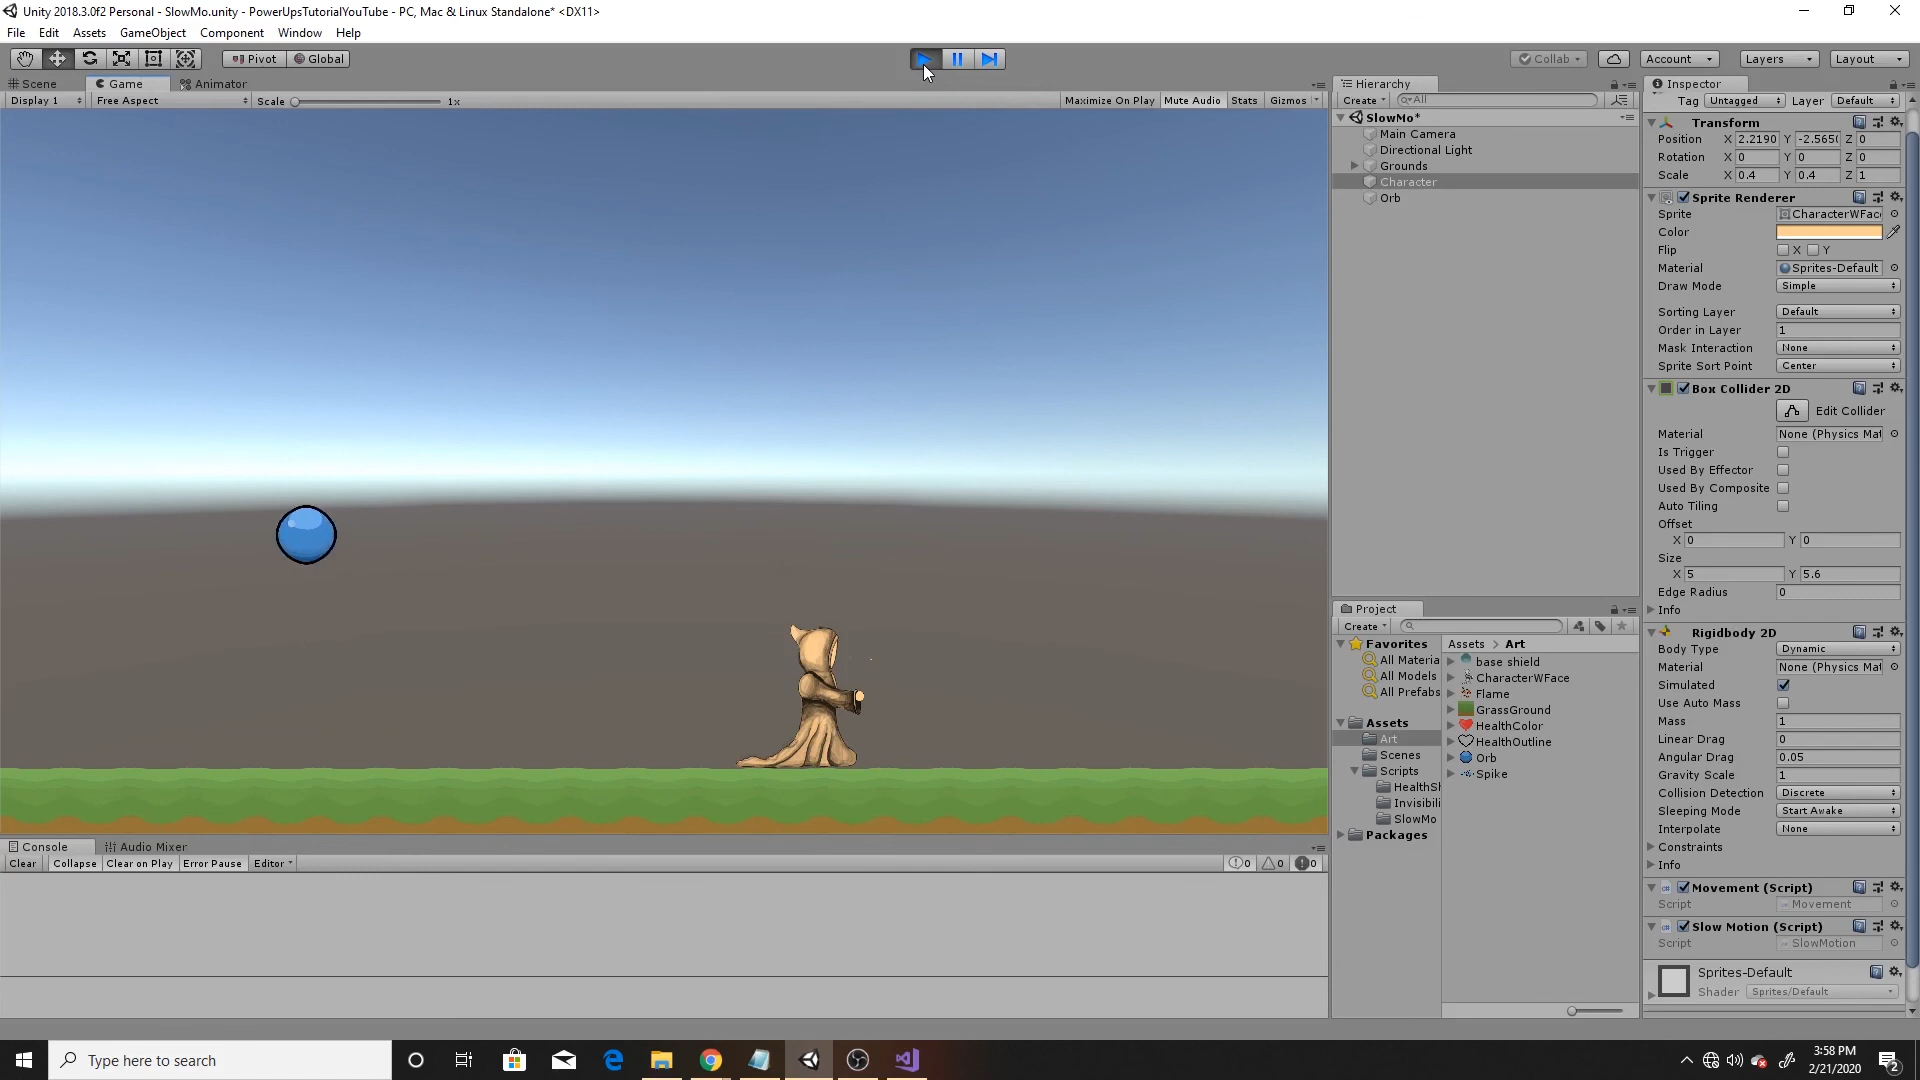 Unity 2018.3.0f2 Personal - SlowMo.unity - PowerUpsTutorialYouTube - PC, Mac & Linux Standalone* <DX11>
File Edit Assets GameObject Component Window Help
Pivot Global Collab Account Layers Layout
Scene Game Animator
Display 1 Free Aspect Scale 1x Maximize On Play Mute Audio Stats Gizmos
Hierarchy
Create All
SlowMo*
Main Camera
Directional Light
Grounds
Character
Orb
Project
Create
Favorites
All Materia
All Models
All Prefabs
Assets
Art
Scenes
Scripts
HealthSh
Invisibili
SlowMo
Packages
Assets > Art
base shield
CharacterWFace
Flame
GrassGround
HealthColor
HealthOutline
Orb
Spike
Inspector
Tag Untagged Layer Default
Transform
Position X 2.2190 Y -2.565( Z 0
Rotation X 0 Y 0 Z 0
Scale X 0.4 Y 0.4 Z 1
Sprite Renderer
Sprite CharacterWFac
Color
Flip X Y
Material Sprites-Default
Draw Mode Simple
Sorting Layer Default
Order in Layer 1
Mask Interaction None
Sprite Sort Point Center
Box Collider 2D
Edit Collider
Material None (Physics Mat
Is Trigger
Used By Effector
Used By Composite
Auto Tiling
Offset
X 0 Y 0
Size
X 5 Y 5.6
Edge Radius 0
Info
Rigidbody 2D
Body Type Dynamic
Material None (Physics Mat
Simulated
Use Auto Mass
Mass 1
Linear Drag 0
Angular Drag 0.05
Gravity Scale 1
Collision Detection Discrete
Sleeping Mode Start Awake
Interpolate None
Constraints
Info
Movement (Script)
Script Movement
Slow Motion (Script)
Script SlowMotion
Sprites-Default
Shader Sprites/Default
Console Audio Mixer
Clear Collapse Clear on Play Error Pause Editor 0 0 0
Type here to search
3:58 PM
2/21/2020
2